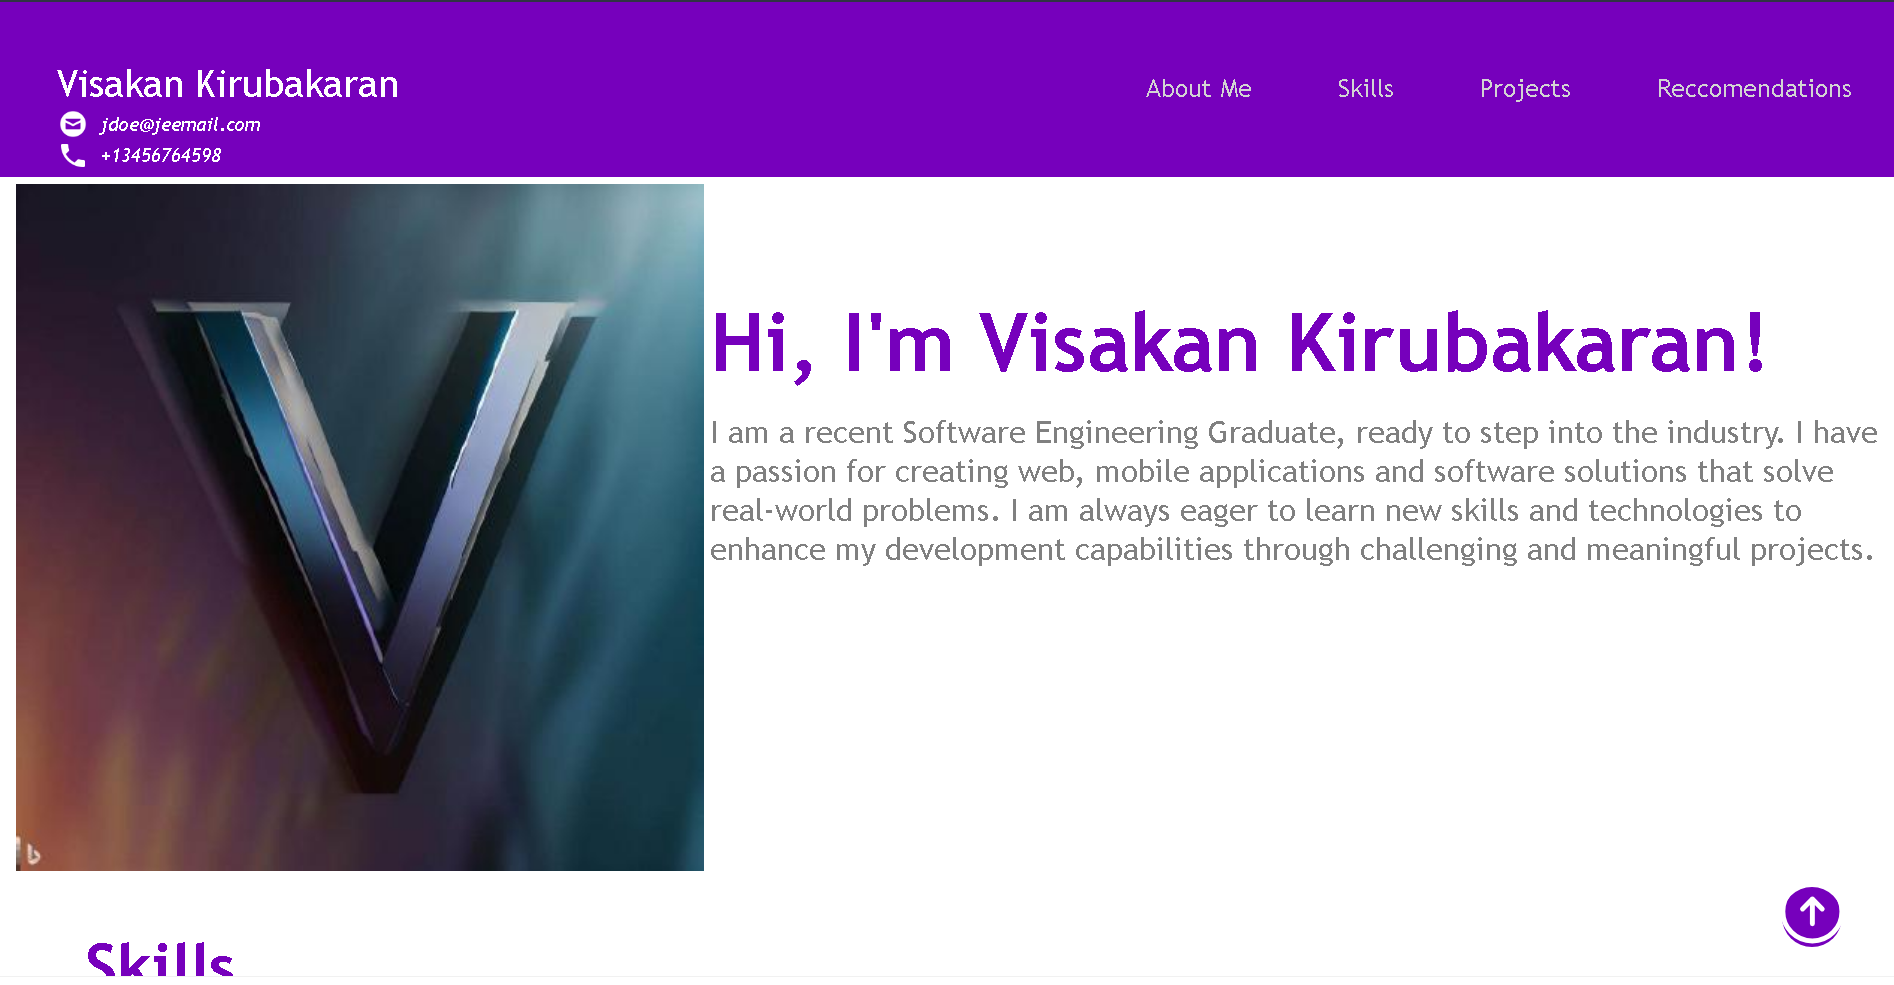 Visakan Kirubakaran
jdoe@jeemail.com
+13456764598
About Me Skills Projects Reccomendations
V
Hi, I'm Visakan Kirubakaran!
I am a recent Software Engineering Graduate, ready to step into the industry. I have
a passion for creating web, mobile applications and software solutions that solve
real-world problems. I am always eager to learn new skills and technologies to
enhance my development capabilities through challenging and meaningful projects.
b
Skills